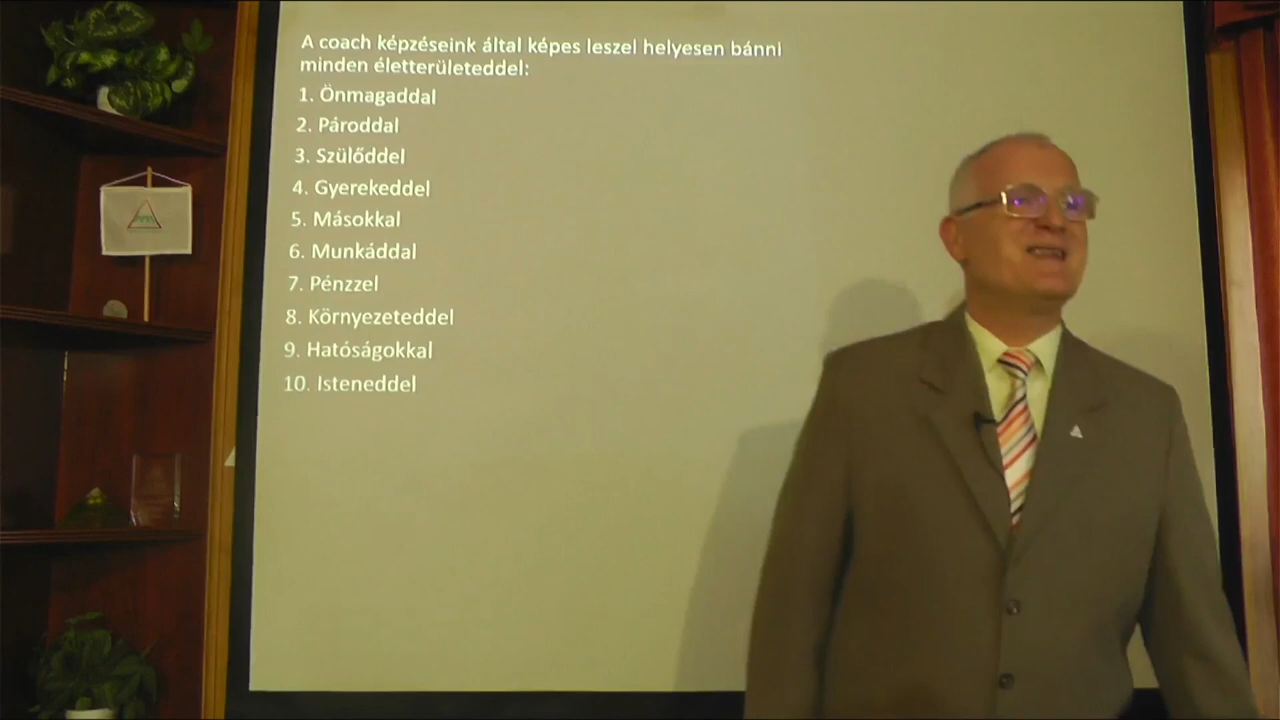 A coach képzéseink által képes leszel helyesen bánni
minden életterületeddel:
1. Önmagaddal
2. Pároddal
3. Szülőddel
4. Gyerekeddel
5. Másokkal
6. Munkáddal
7. Pénzzel
8. Környezeteddel
9. Hatóságokkal
10. Isteneddel